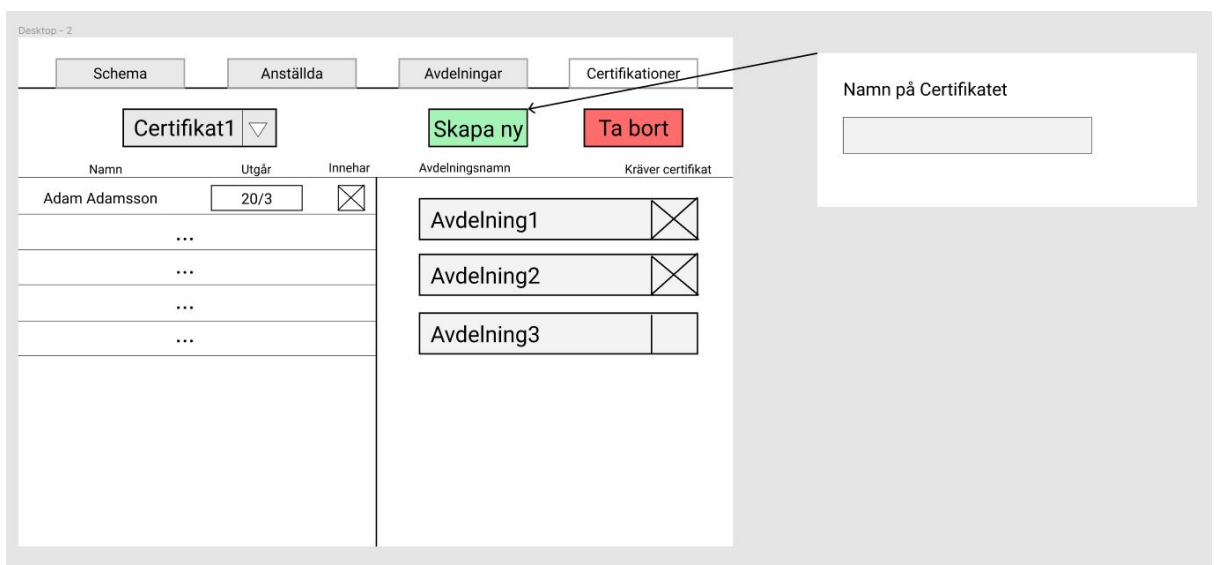 Desktop - 2
Schema Anställda Avdelningar Certifikationer
Namn på Certifikatet
Certifikat1 Skapa ny Ta bort
Namn Utgår Innehar Avdelningsnamn Kräver certifikat
Adam Adamsson 20/3
Avdelning1
...
Avdelning2
...
...
Avdelning3
...